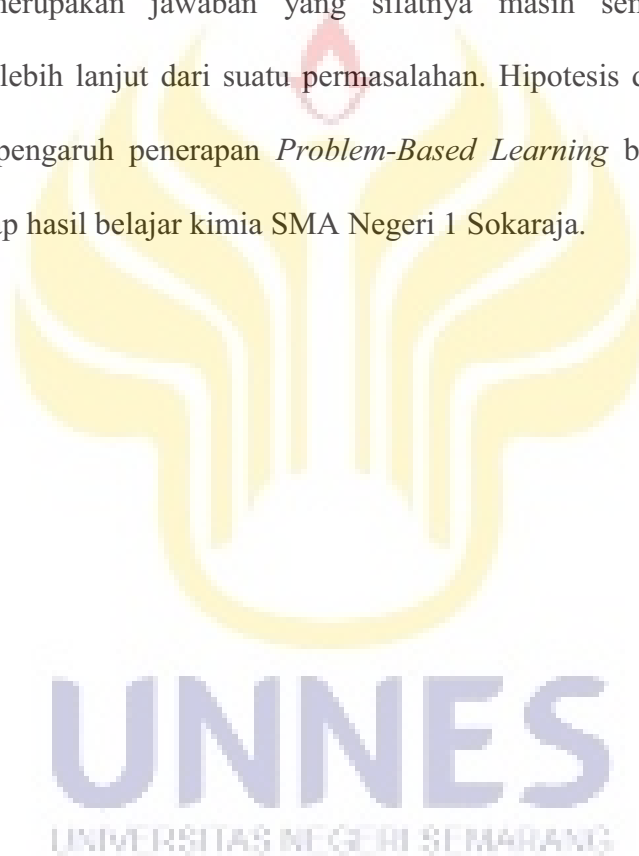 merupakan jawaban yang sifatnya masih
lebih lanjut dari suatu permasalahan. Hipotesis
pengaruh penerapan Problem-Based Learning
hasil belajar kimia SMA Negeri 1 Sokaraja.
UNNES
UNIVERSITAS NEGERI SEMARANG